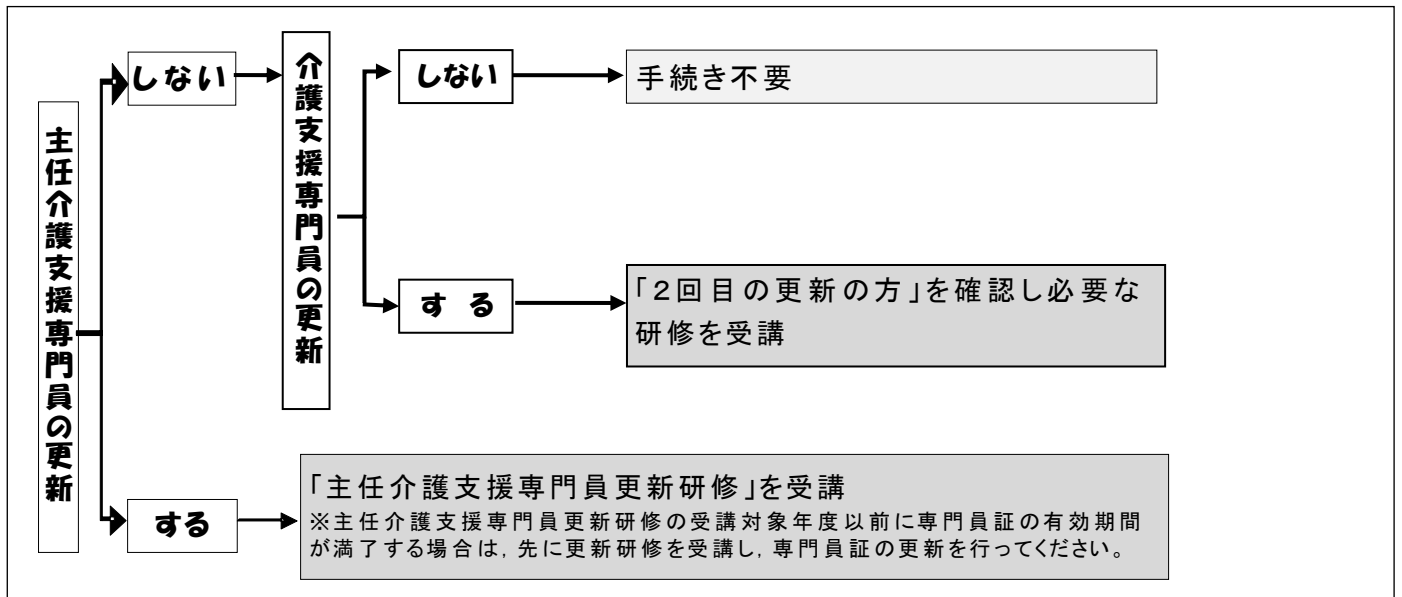 主任介護支援専門員の更新
しない
介護支援専門員の更新
しない
手続き不要
する
「2回目の更新の方」を確認し必要な
研修を受講
する
「主任介護支援専門員更新研修」を受講
※主任介護支援専門員更新研修の受講対象年度以前に専門員証の有効期間
が満了する場合は,先に更新研修を受講し,専門員証の更新を行ってください。